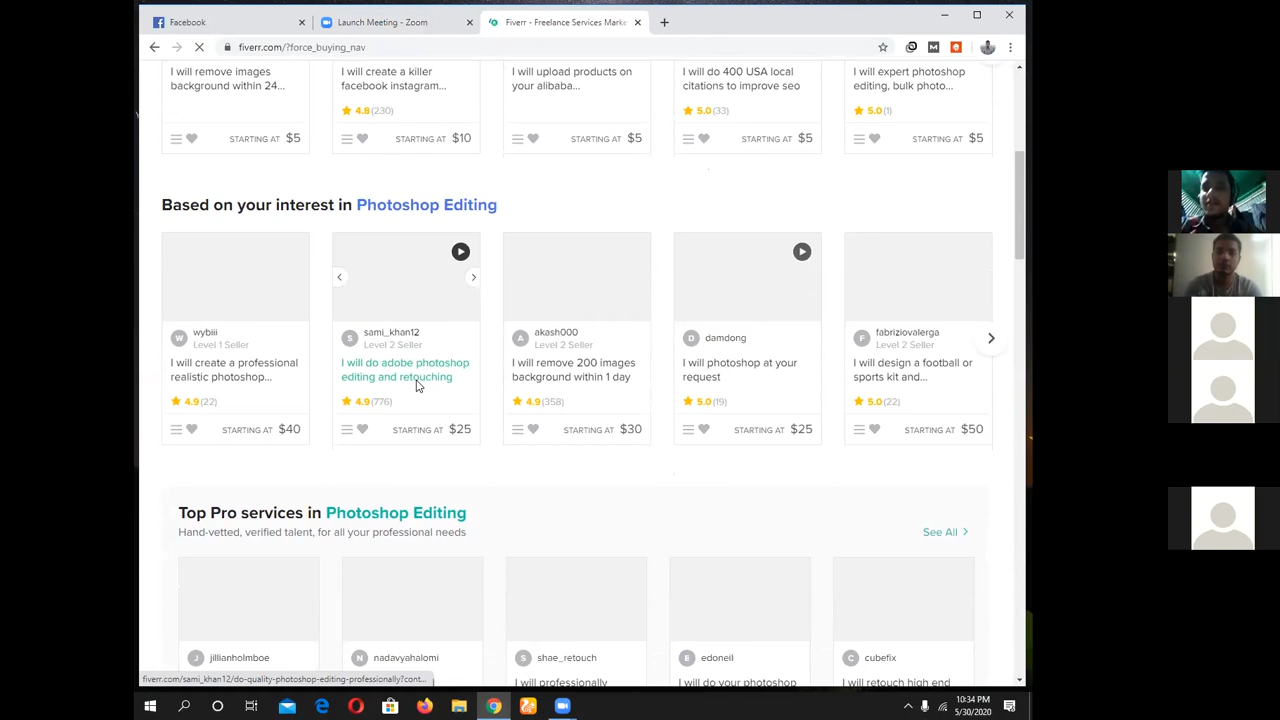 Facebook
Launch Meeting - Zoom
Fiverr - Freelance Services Marke
fiverr.com/?force_buying_nav
I will remove images background within 24...
STARTING AT $5
I will create a killer facebook instagram...
4.8(230)
STARTING AT $10
I will upload products on your alibaba...
STARTING AT $5
I will do 400 USA local citations to improve seo
5.0(33)
STARTING AT $5
I will expert photoshop editing, bulk photo...
5.0(1)
STARTING AT $5
Based on your interest in Photoshop Editing
W wybiii
Level 1 Seller
I will create a professional
realistic photoshop...
4.9(22)
STARTING AT $40
S sami_khan12
Level 2 Seller
I will do adobe photoshop
editing and retouching
4.9(776)
STARTING AT $25
A akash000
Level 2 Seller
I will remove 200 images
background within 1 day
4.9(358)
STARTING AT $30
D damdong
I will photoshop at your
request
5.0(19)
STARTING AT $25
F fabriziovalerga
Level 2 Seller
I will design a football or
sports kit and...
5.0(22)
STARTING AT $50
Top Pro services in Photoshop Editing
Hand-vetted, verified talent, for all your professional needs
See All
J jillianholmboe
N nadavyahalomi
S shae_retouch
I will professionally
E edoneil
I will do your photoshop
C cubefix
I will retouch high end
fiverr.com/sami_khan12/do-quality-photoshop-editing-professionally?cont...
10:34 PM
5/30/2020